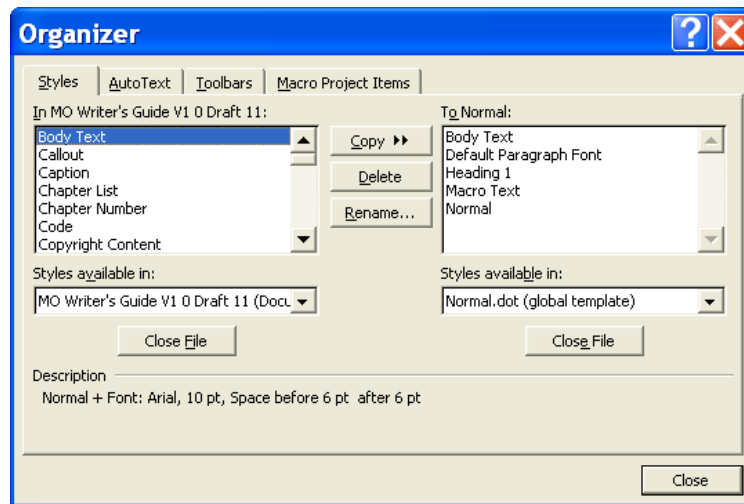 Organizer
Styles AutoText Toolbars Macro Project Items
In MO Writer's Guide V1 0 Draft 11:
Body Text
Callout
Caption
Chapter List
Chapter Number
Code
Copyright Content
Copy
Delete
Rename...
To Normal:
Body Text
Default Paragraph Font
Heading 1
Macro Text
Normal
Styles available in:
MO Writer's Guide V1 0 Draft 11 (Docu
Close File
Styles available in:
Normal.dot (global template)
Close File
Description
Normal + Font: Arial, 10 pt, Space before 6 pt after 6 pt
Close